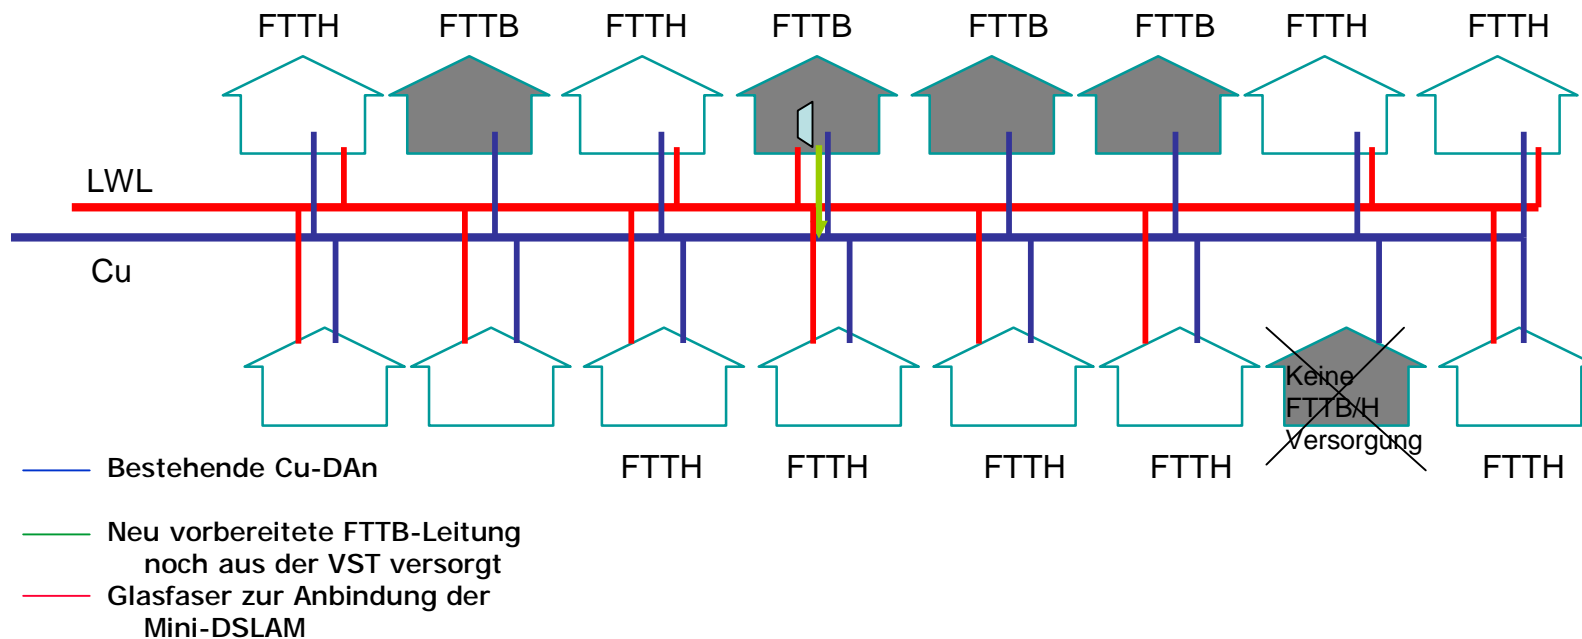 FTTH FTTB FTTH FTTB FTTB FTTB FTTH FTTH
LWL
Cu
Keine
FTTB/H
Versorgung
FTTH FTTH FTTH FTTH FTTH
Bestehende Cu-DAn
Neu vorbereitete FTTB-Leitung
noch aus der VST versorgt
Glasfaser zur Anbindung der
Mini-DSLAM